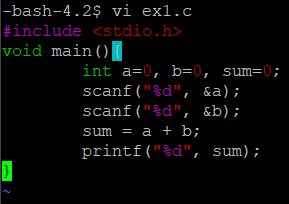 -bash-4.2$ vi ex1.c
#include <stdio.h>
void main(){
        int a=0, b=0, sum=0;
        scanf("%d", &a);
        scanf("%d", &b);
        sum = a + b;
        printf("%d", sum);
}
~